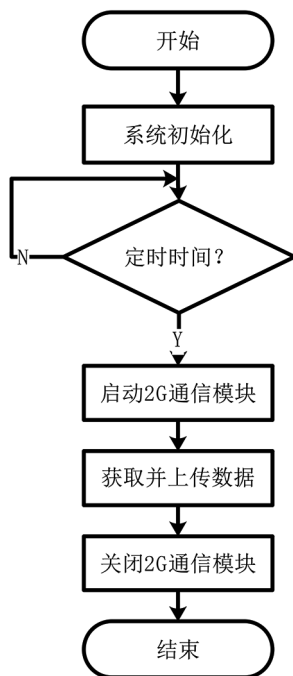 开始
系统初始化
定时时间？
N
Y
启动2G通信模块
获取并上传数据
关闭2G通信模块
结束